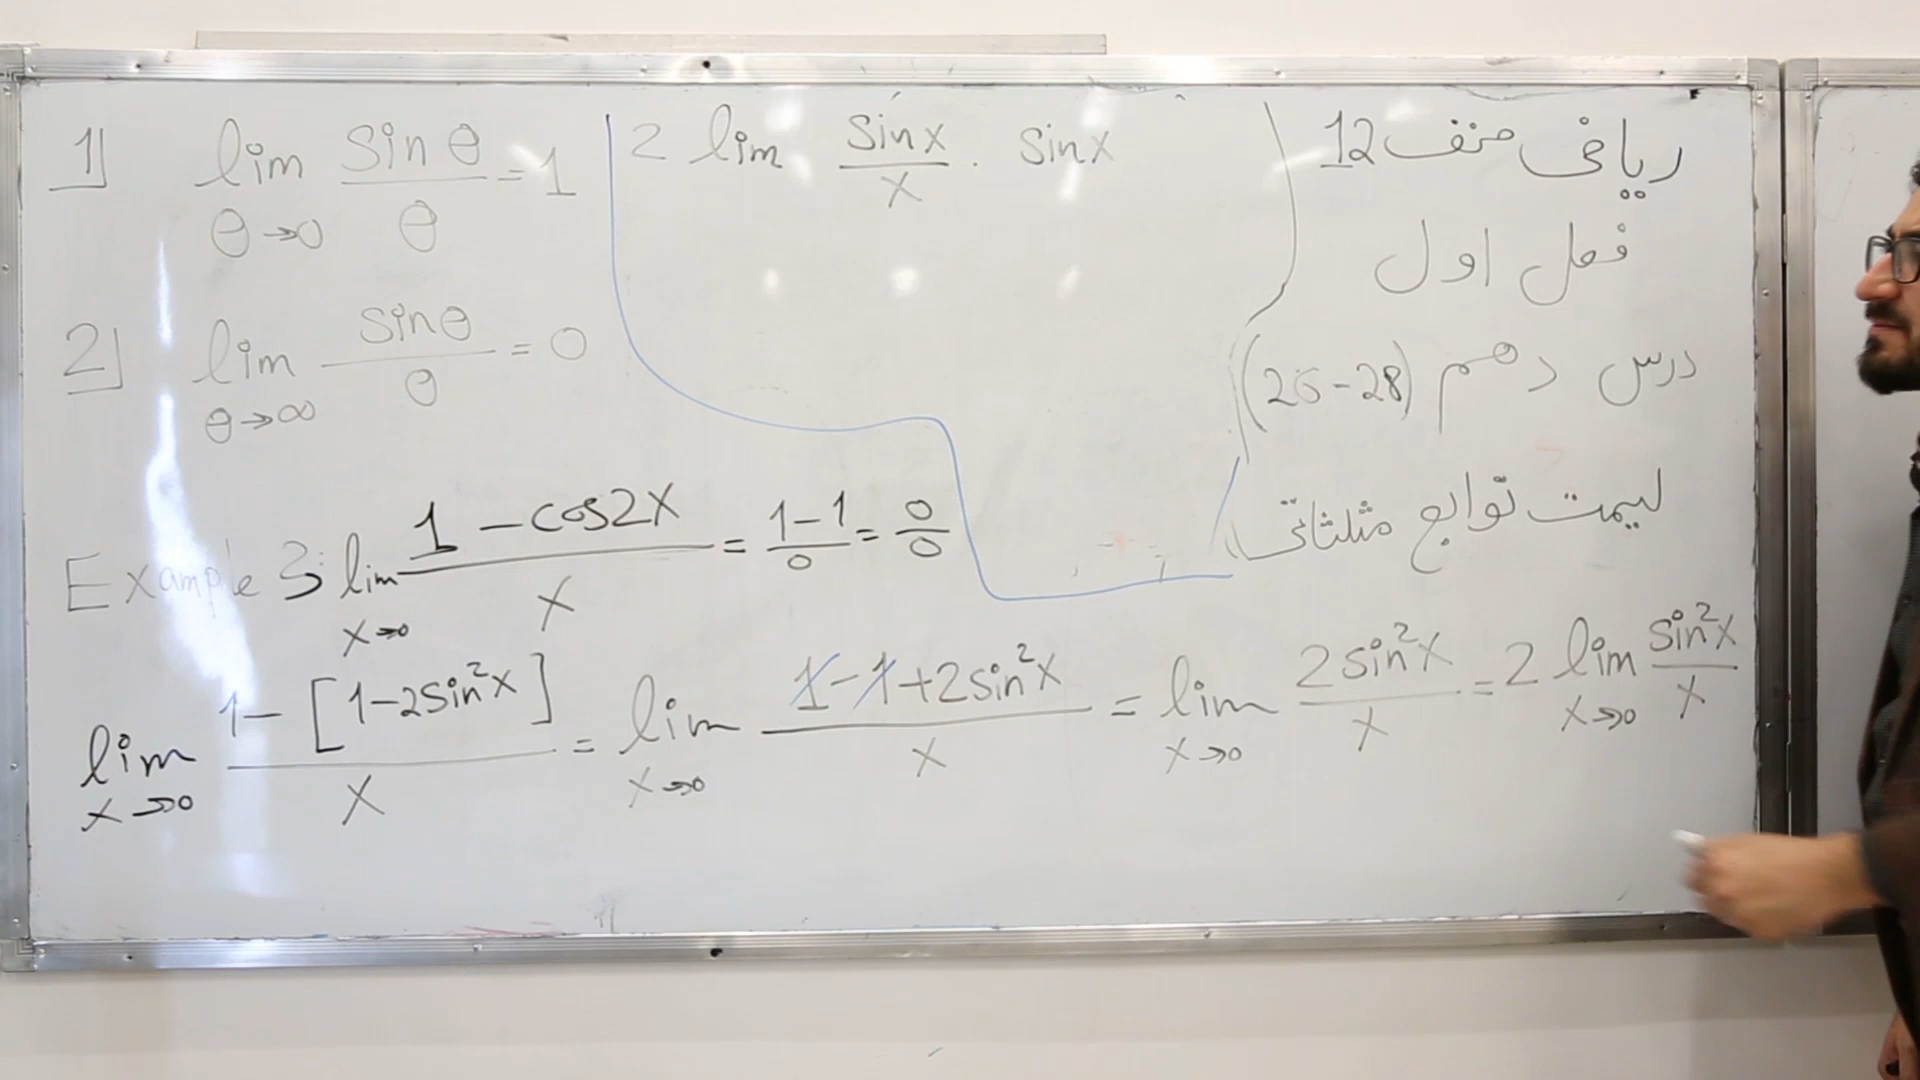 1] lim θ→0 sinθ/θ = 1
2] lim θ→∞ sinθ/θ = 0
2 lim sinx/x · sinx
ریاضی صنف 12
فصل اول
درس دهم (26-28)
لیمت توابع مثلثاتی
Example 3: lim x→0 1-cos2x/x = 1-1/0 = 0/0
lim x→0 1-[1-2sin²x]/x = lim x→0 1-1+2sin²x/x = lim x→0 2sin²x/x = 2 lim x→0 sin²x/x